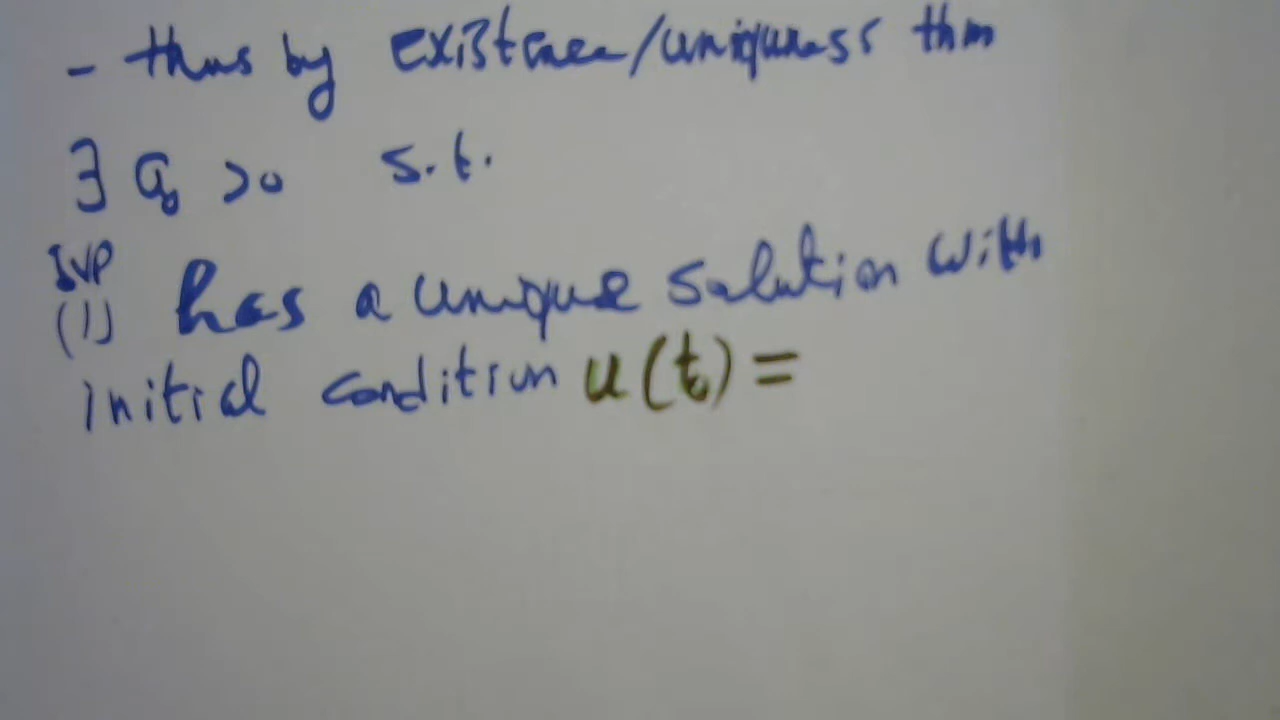 - thus by existence/uniqueness thm
∃ a₀ >0 s.t.
IVP
(1) has a unique solution with
initial condition u(t₀) =